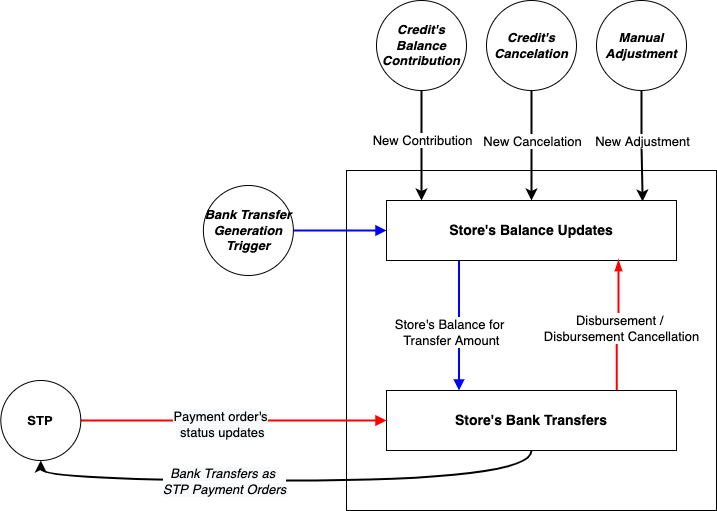 Credit's
Balance
Contribution
Credit's
Cancelation
Manual
Adjustment
New Contribution
New Cancelation
New Adjustment
Bank Transfer
Generation
Trigger
Store's Balance Updates
Store's Balance for
Transfer Amount
Disbursement /
Disbursement Cancellation
STP
Payment order's
status updates
Store's Bank Transfers
Bank Transfers as
STP Payment Orders